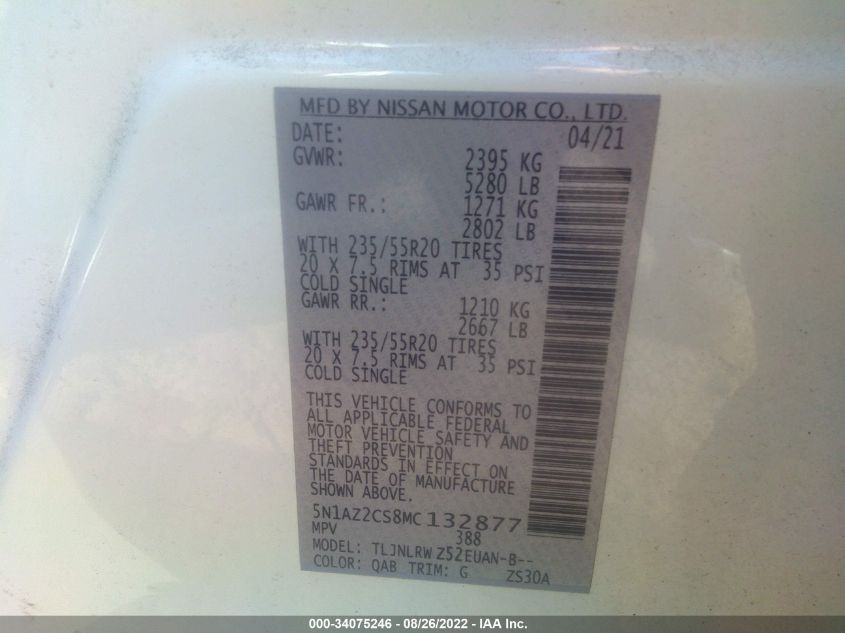 MFD BY NISSAN MOTOR CO., LTD.
DATE: 04/21
GVWR: 2395 KG
5280 LB
GAWR FR.: 1271 KG
2802 LB
WITH 235/55R20 TIRES
20 X 7.5 RIMS AT 35 PSI
COLD SINGLE
GAWR RR.: 1210 KG
2667 LB
WITH 235/55R20 TIRES
20 X 7.5 RIMS AT 35 PSI
COLD SINGLE
THIS VEHICLE CONFORMS TO
ALL APPLICABLE FEDERAL
MOTOR VEHICLE SAFETY AND
THEFT PREVENTION
STANDARDS IN EFFECT ON
THE DATE OF MANUFACTURE
SHOWN ABOVE.
5N1AZ2CS8MC132877
MPV 388
MODEL: TLJNLRW Z52EUAN-B--
COLOR: QAB TRIM: G ZS30A
000-34075246 - 08/26/2022 - IAA Inc.